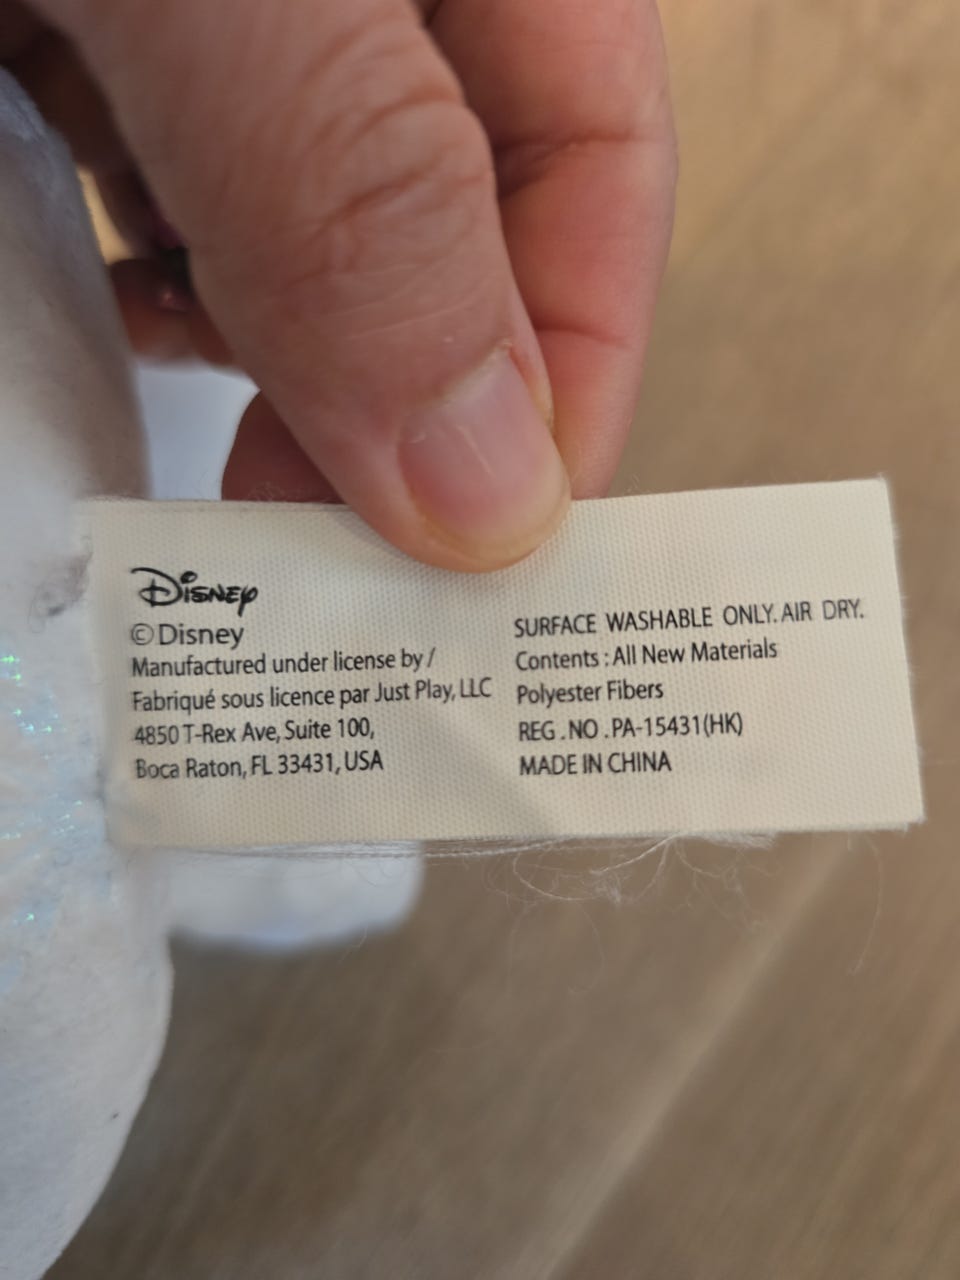 Disney
©Disney
Manufactured under license by /
Fabriqué sous licence par Just Play, LLC
4850 T-Rex Ave, Suite 100,
Boca Raton, FL 33431, USA
SURFACE WASHABLE ONLY. AIR DRY.
Contents : All New Materials
Polyester Fibers
REG . NO . PA-15431(HK)
MADE IN CHINA